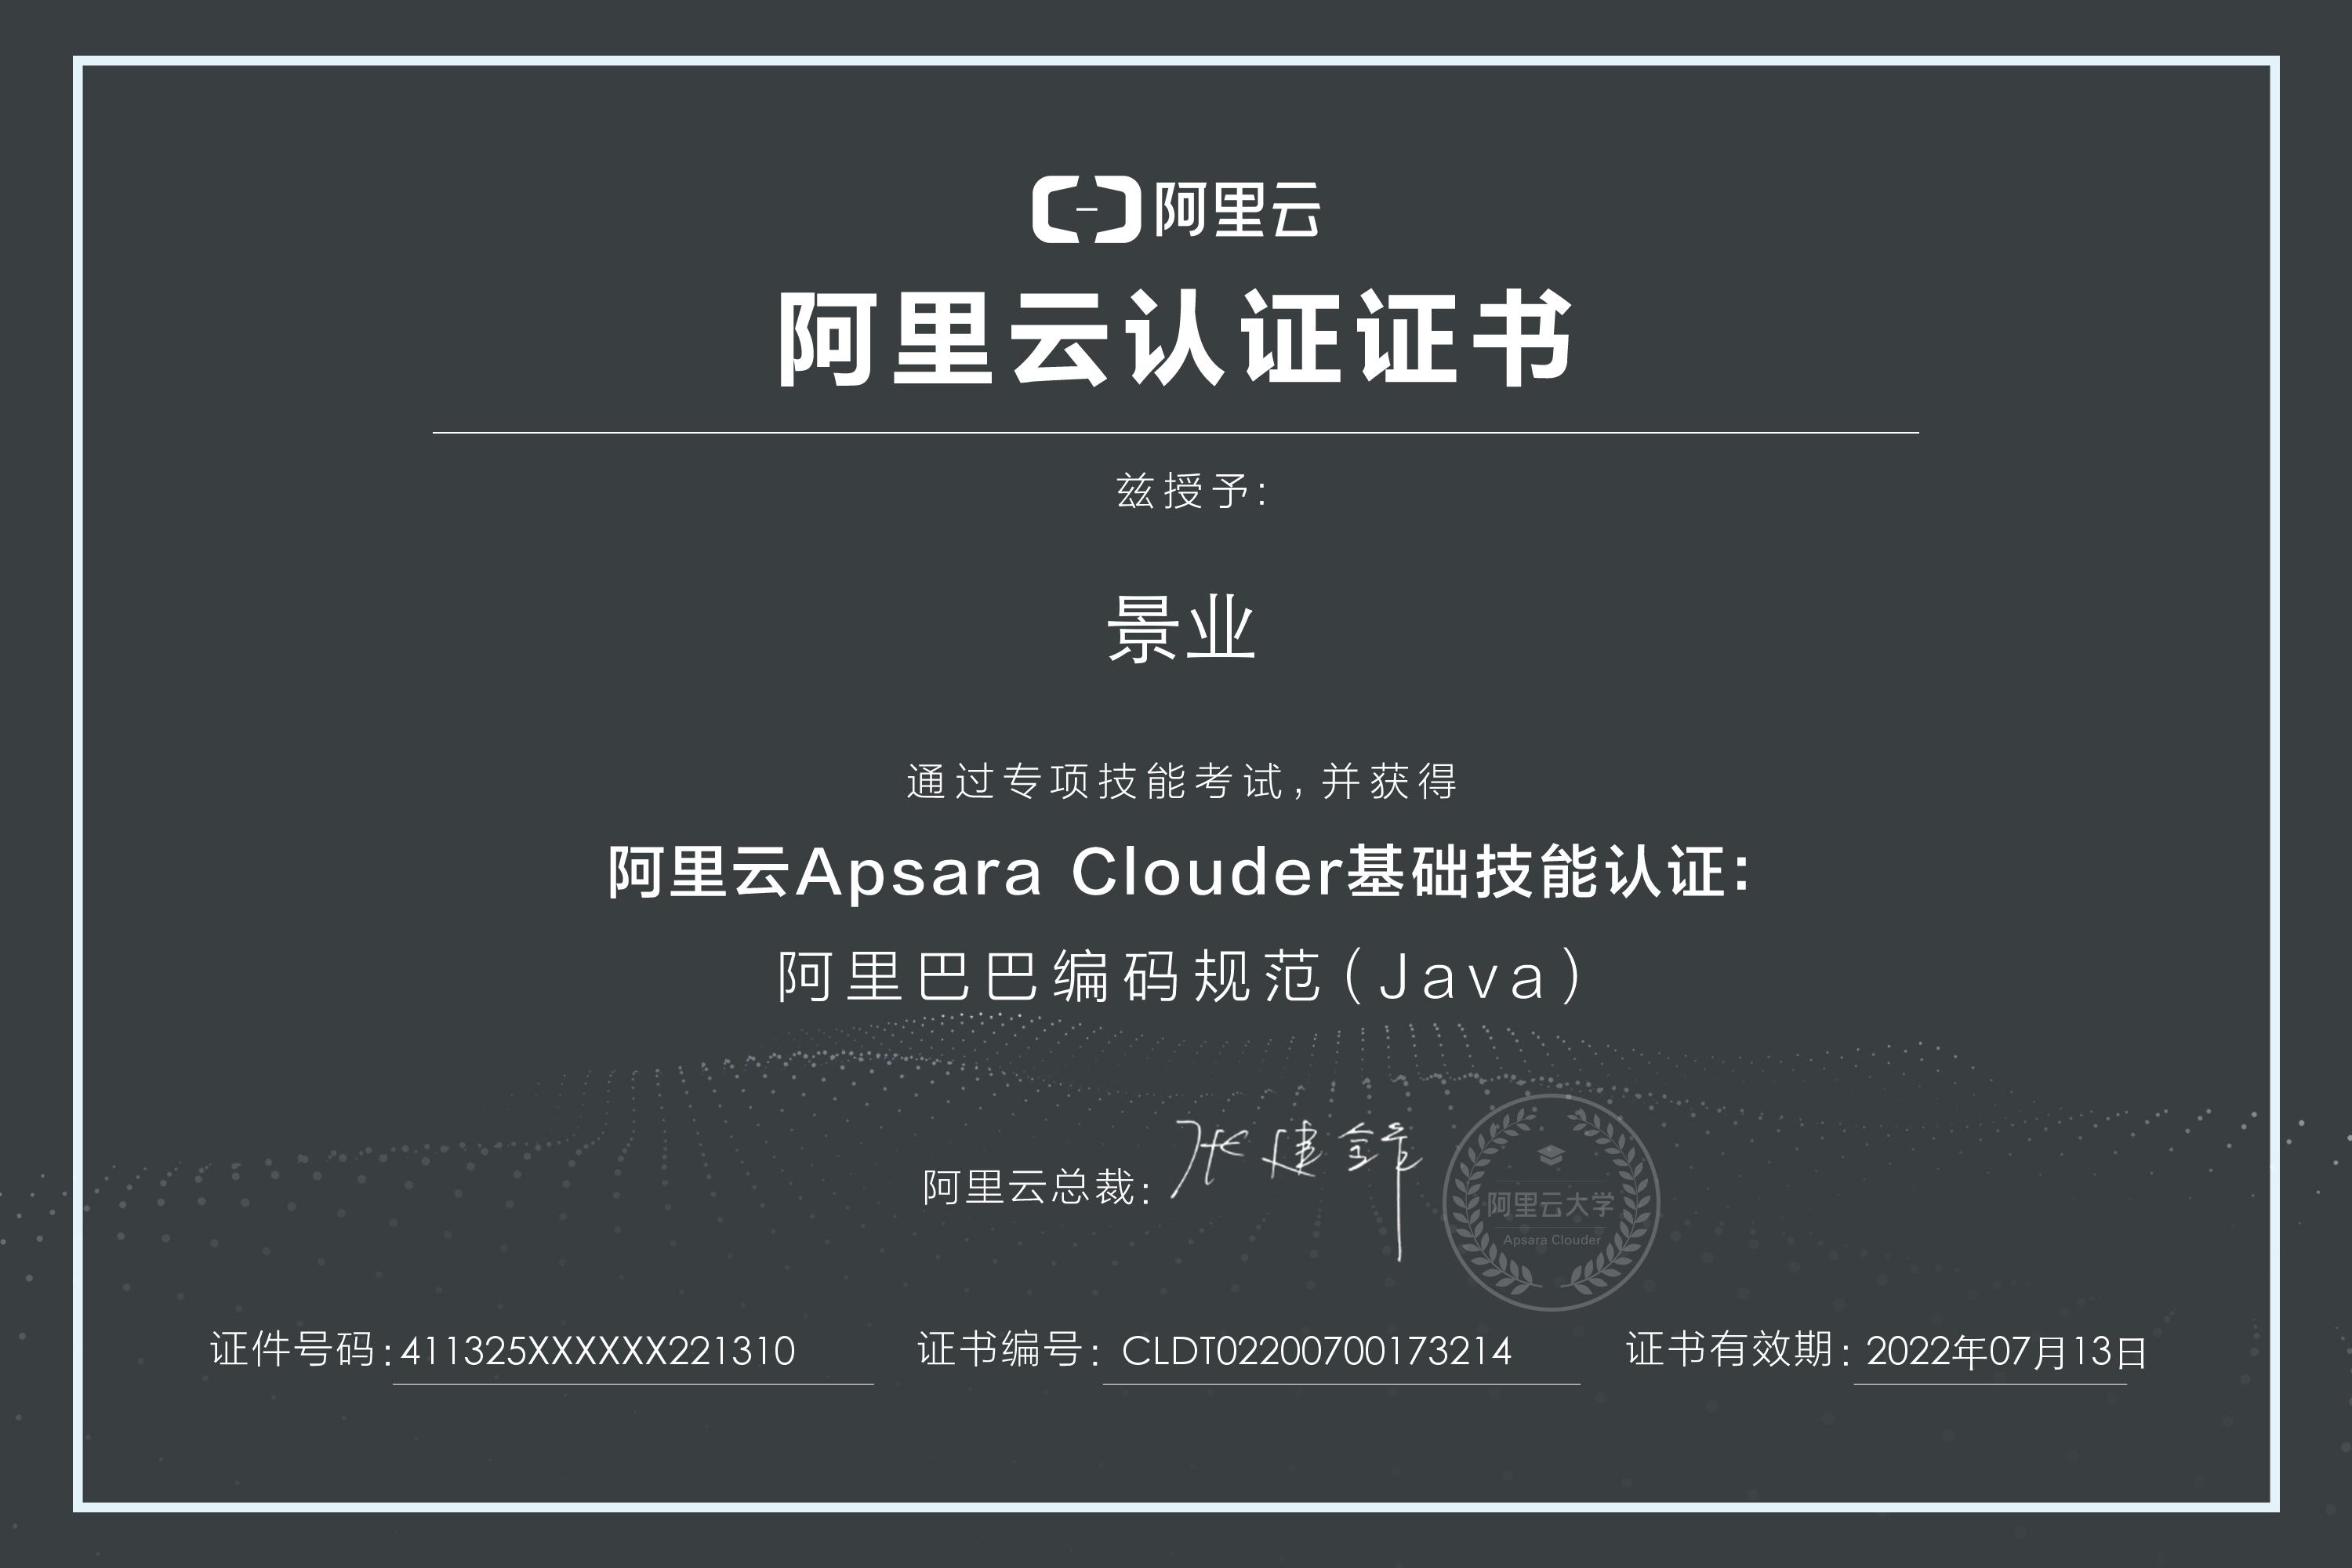 阿里云
阿里云认证证书
兹授予：
景业
通过专项技能考试，并获得
阿里云Apsara Clouder基础技能认证：
阿里巴巴编码规范（Java）
阿里云总裁：张建锋
阿里云大学
Apsara Clouder
证件号码：411325XXXXXX221310 证书编号：CLDT02200700173214 证书有效期：2022年07月13日